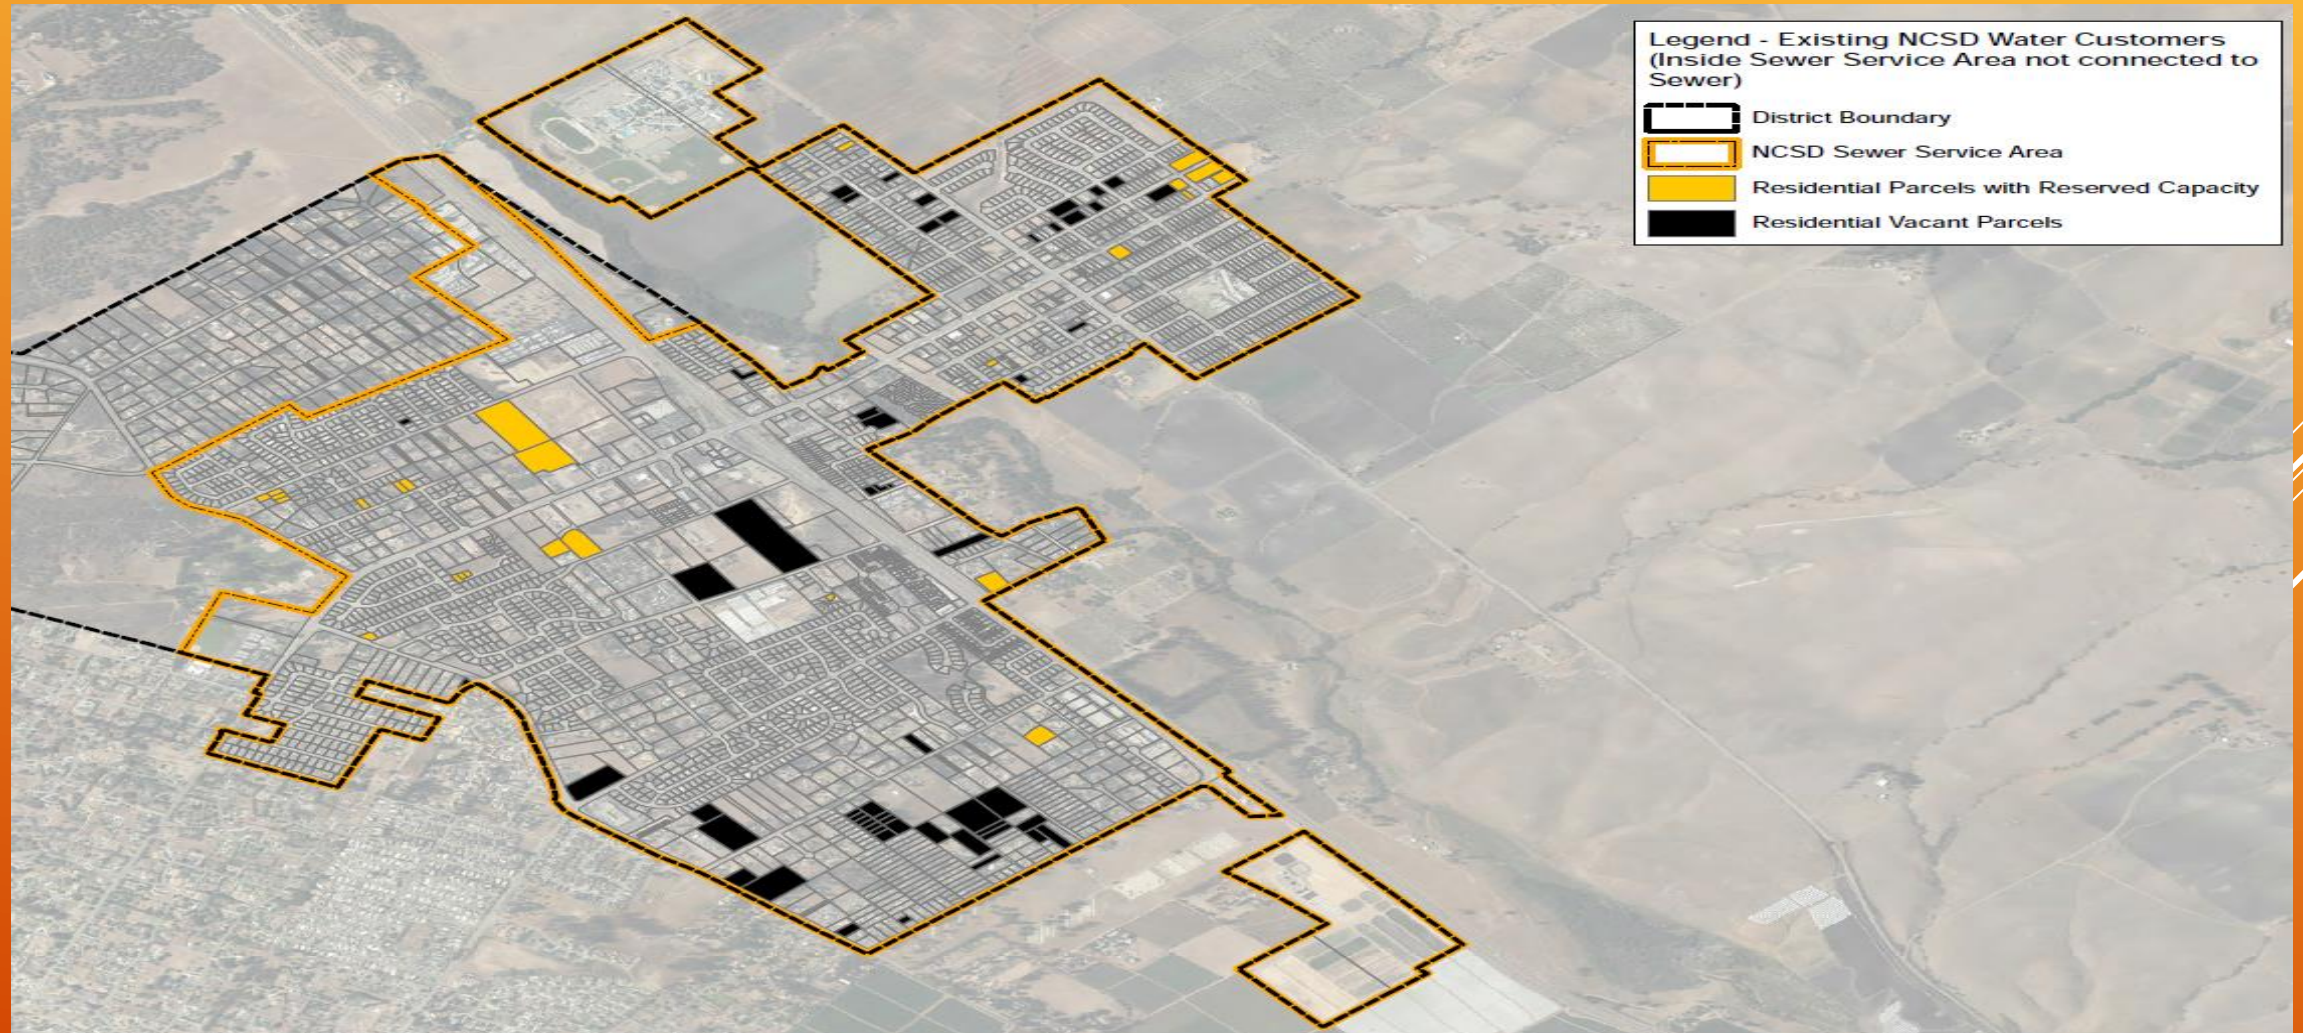 Legend - Existing NCSD Water Customers
(Inside Sewer Service Area not connected to
Sewer)
District Boundary
NCSD Sewer Service Area
Residential Parcels with Reserved Capacity
Residential Vacant Parcels